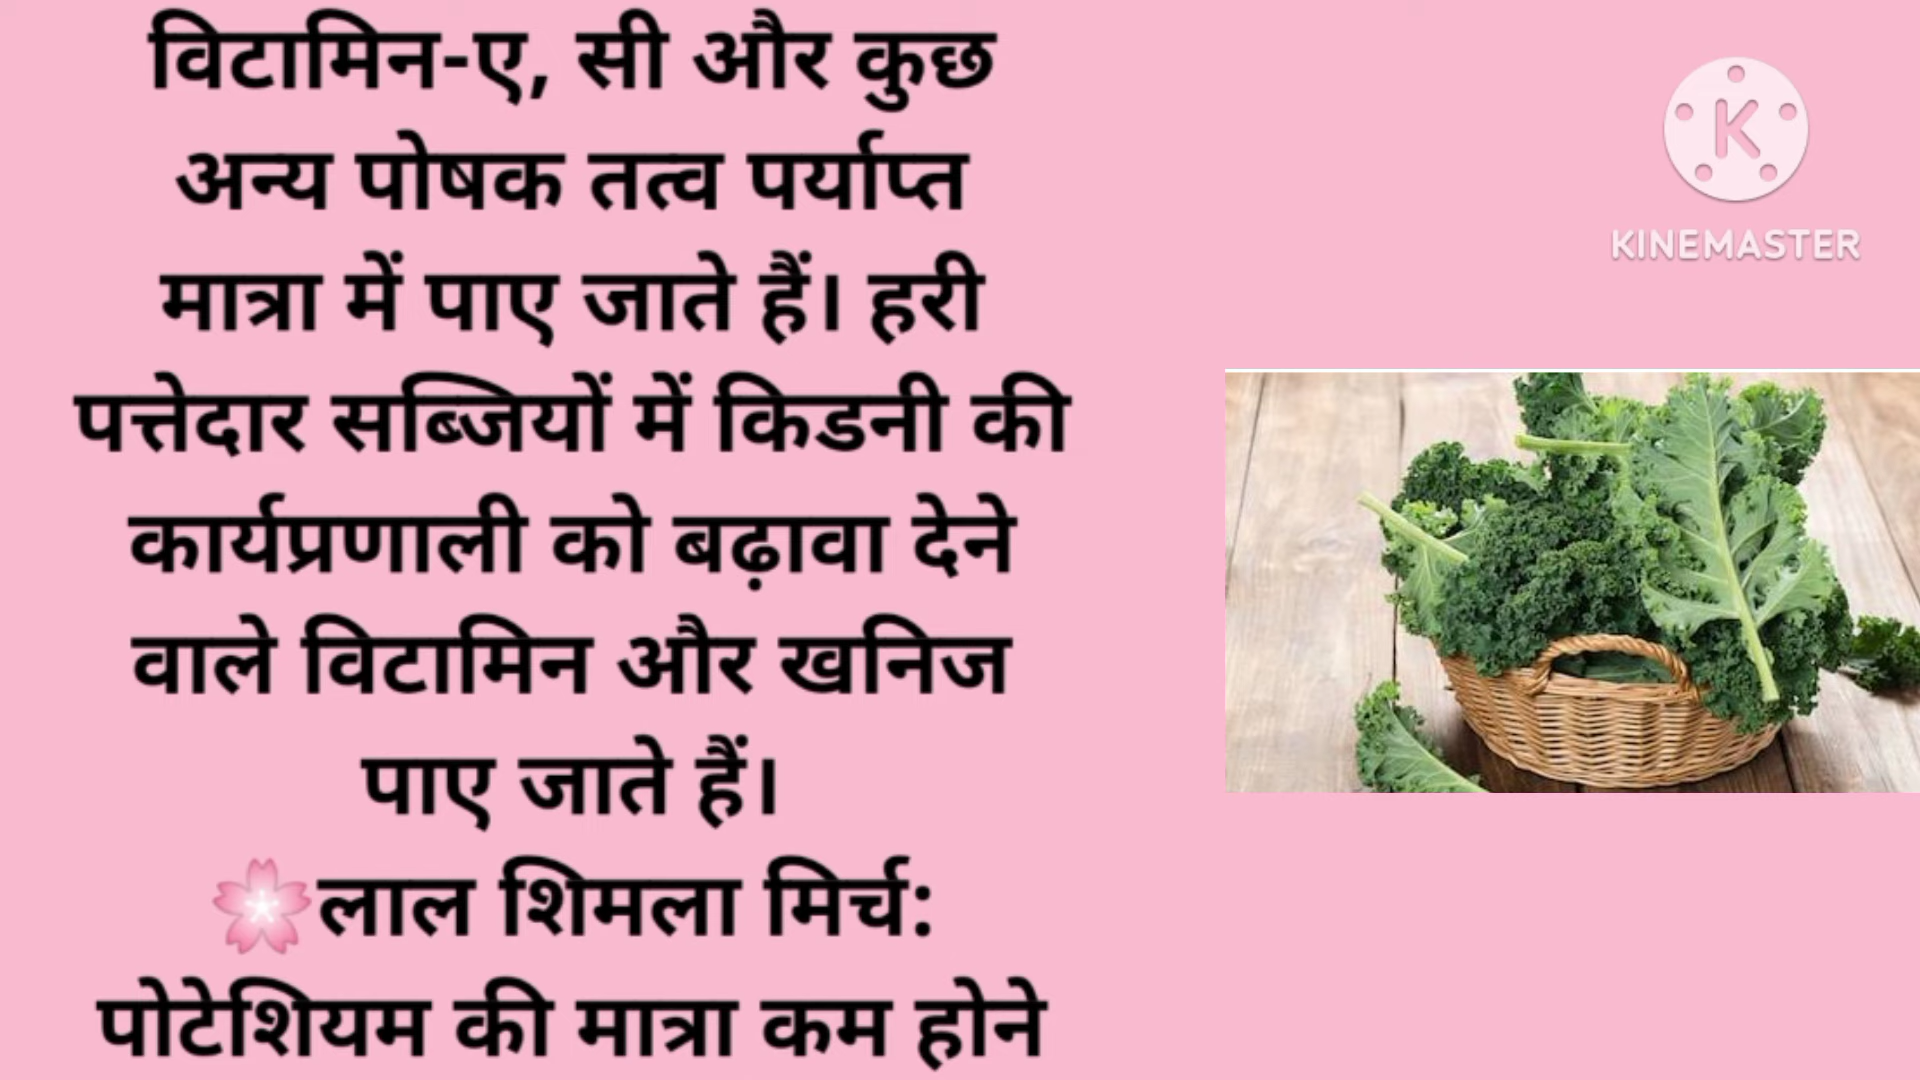 विटामिन-ए, सी और कुछ
अन्य पोषक तत्व पर्याप्त
मात्रा में पाए जाते हैं। हरी
पत्तेदार सब्जियों में किडनी की
कार्यप्रणाली को बढ़ावा देने
वाले विटामिन और खनिज
पाए जाते हैं।
🌸लाल शिमला मिर्च:
पोटेशियम की मात्रा कम होने
K
KINEMASTER